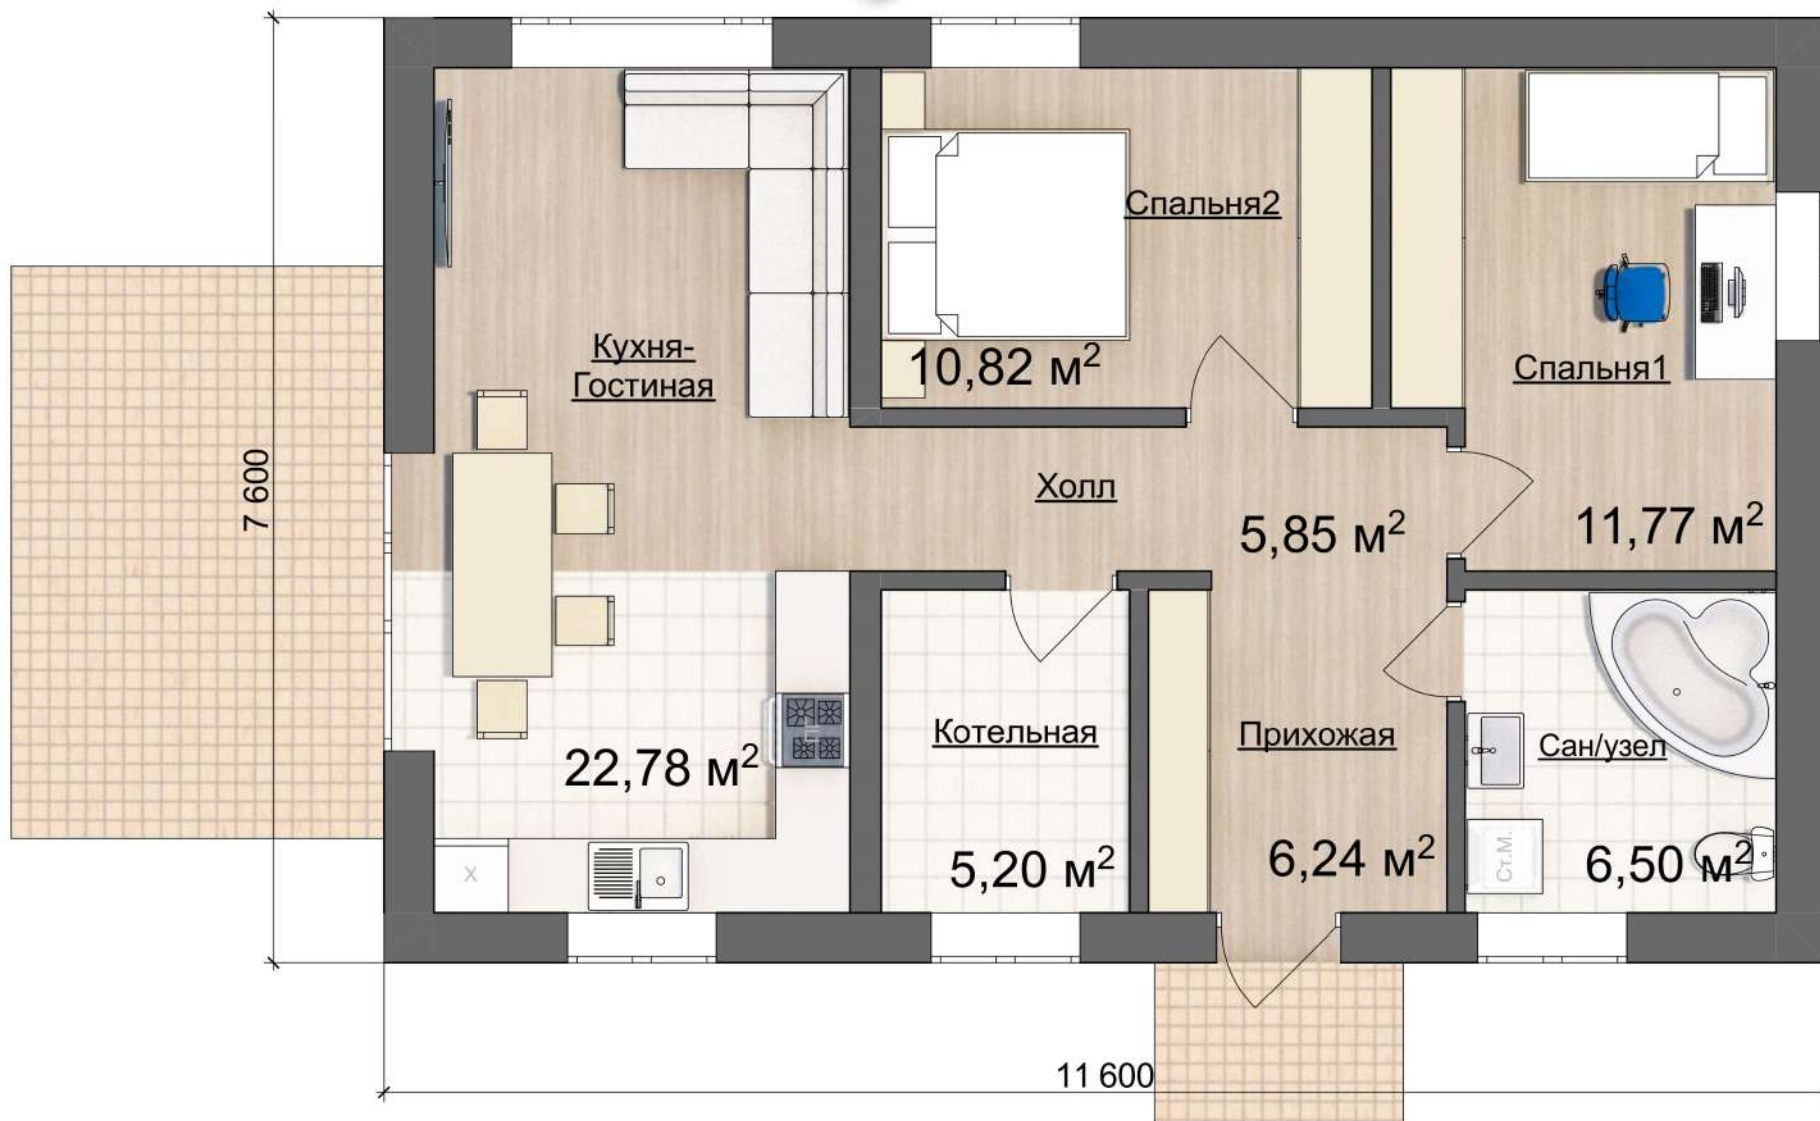 Спальня2
Кухня-
Гостиная
10,82 м²
Спальня1
7 600
Холл
5,85 м²
11,77 м²
Котельная
Прихожая
Сан/узел
22,78 м²
П
5,20 м²
6,24 м²
Ст.М.
6,50 м²
X
11 600